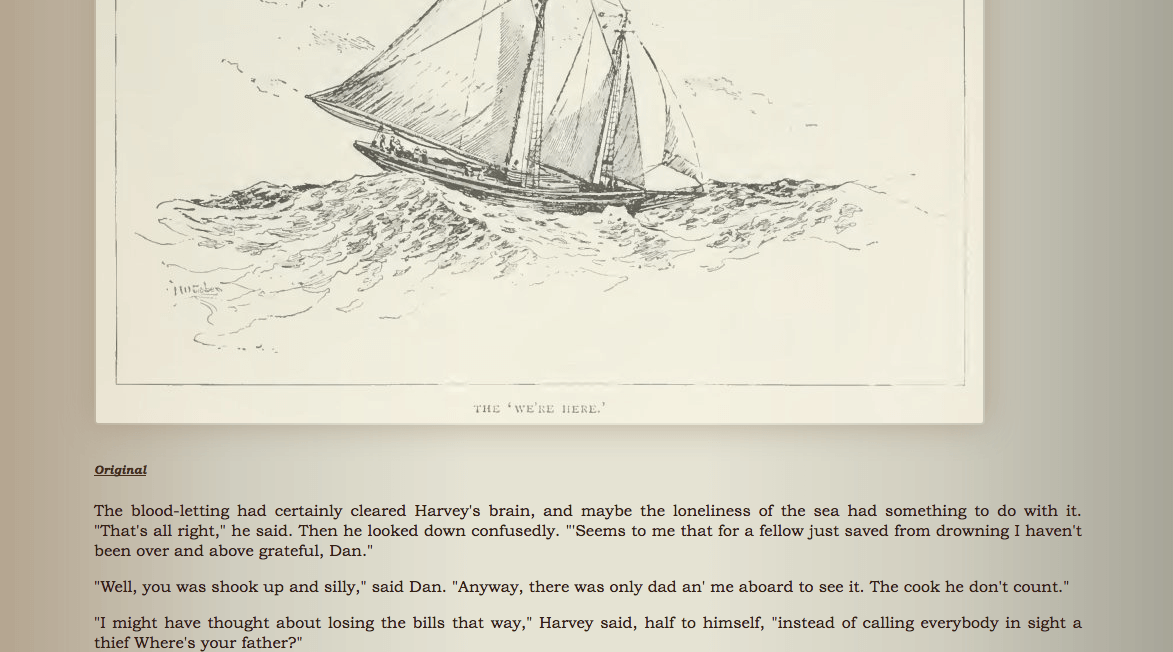 THE 'WE'RE HERE.'
Original
The blood-letting had certainly cleared Harvey's brain, and maybe the loneliness of the sea had something to do with it.
"That's all right," he said. Then he looked down confusedly. "'Seems to me that for a fellow just saved from drowning I haven't
been over and above grateful, Dan."
"Well, you was shook up and silly," said Dan. "Anyway, there was only dad an' me aboard to see it. The cook he don't count."
"I might have thought about losing the bills that way," Harvey said, half to himself, "instead of calling everybody in sight a
thief Where's your father?"